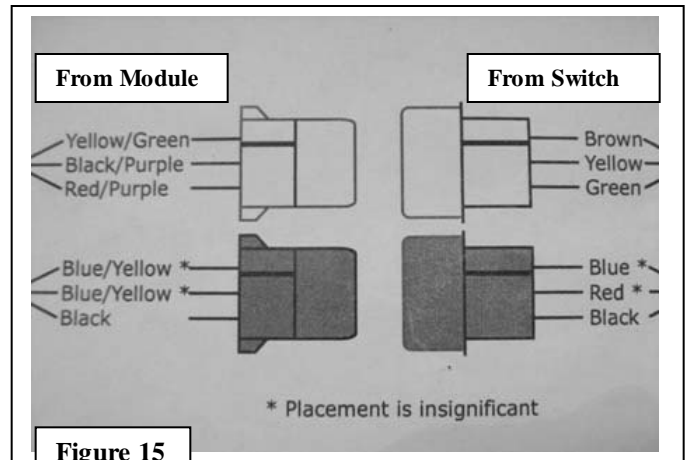 From Module
From Switch
Yellow/Green
Black/Purple
Red/Purple
Brown
Yellow
Green
Blue/Yellow *
Blue/Yellow *
Black
Blue *
Red *
Black
* Placement is insignificant
Figure 15